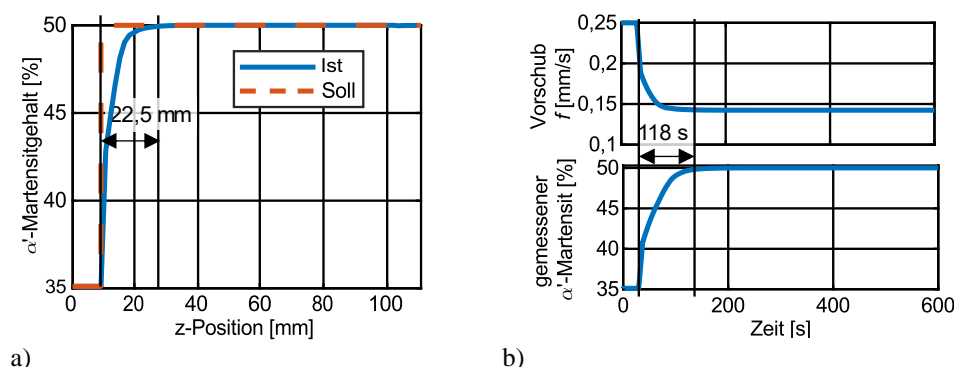 50
45
40
35
α'-Martensitgehalt [%]
22,5 mm
Ist
Soll
0
20
40
60
80
100
z-Position [mm]
a)
0,25
0,2
0,15
0,1
Vorschub
f [mm/s]
118 s
50
45
40
35
gemessener
α'-Martensit [%]
0
200
400
600
Zeit [s]
b)